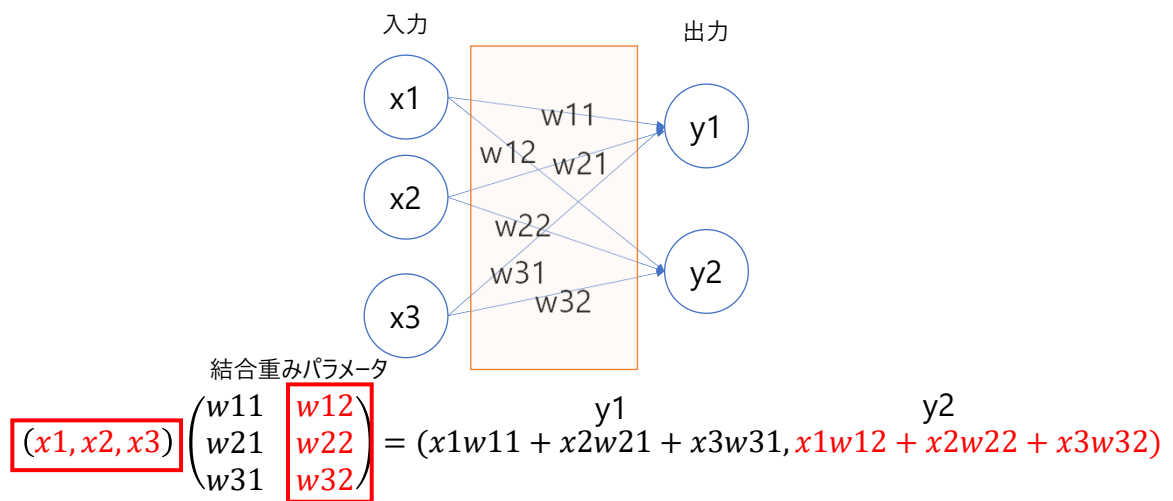 入力
出力
x1
w11
y1
w12
w21
x2
w22
w31
y2
w32
x3
結合重みパラメータ
y1
y2
w11 w12
(x1, x2, x3) w21 w22 = (x1w11 + x2w21 + x3w31, x1w12 + x2w22 + x3w32)
w31 w32